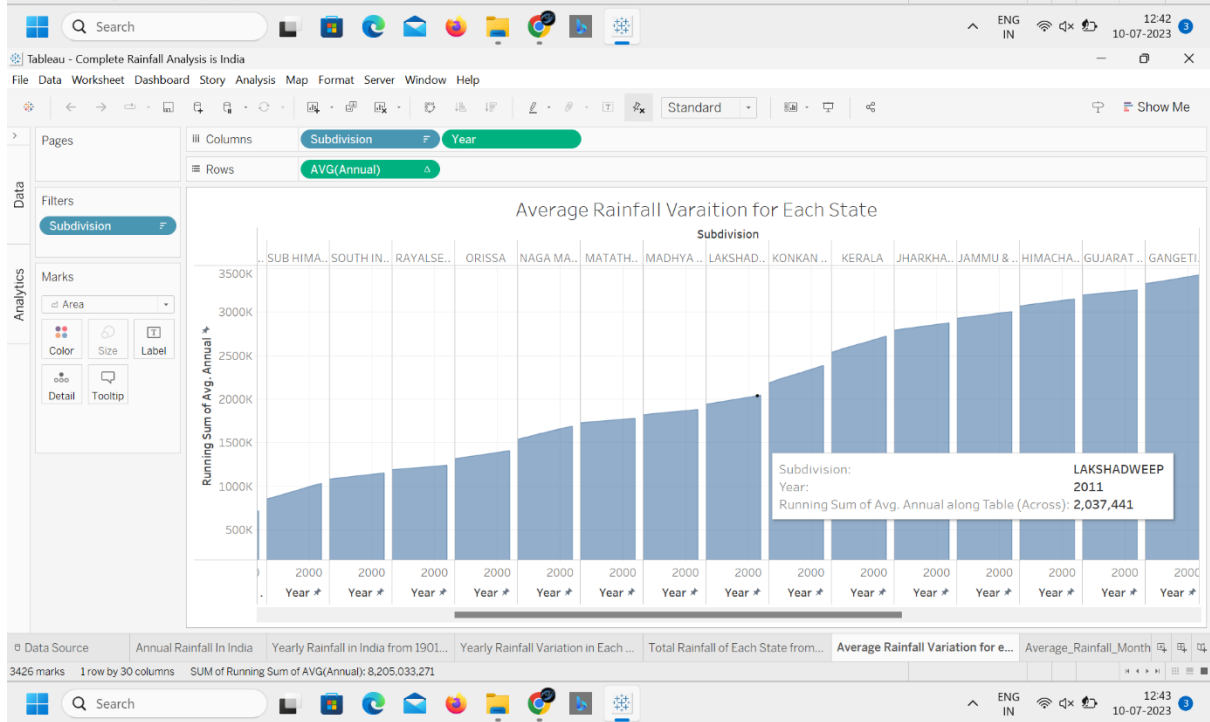 Search
ENG
IN
12:42
10-07-2023
3
Tableau - Complete Rainfall Analysis is India
File Data Worksheet Dashboard Story Analysis Map Format Server Window Help
Standard
Show Me
Pages
Columns
Subdivision
Year
Rows
AVG(Annual)
Data
Analytics
Filters
Subdivision
Marks
Area
Color
Size
Label
Detail
Tooltip
Average Rainfall Varaition for Each State
Subdivision
.. SUB HIMA.. SOUTH IN.. RAYALSE.. ORISSA NAGA MA.. MATATH.. MADHYA .. LAKSHAD.. KONKAN .. KERALA JHARKHA.. JAMMU & .. HIMACHA.. GUJARAT .. GANGETI.
Running Sum of Avg. Annual
3500K
3000K
2500K
2000K
1500K
1000K
500K
Subdivision: LAKSHADWEEP
Year: 2011
Running Sum of Avg. Annual along Table (Across): 2,037,441
2000 2000 2000 2000 2000 2000 2000 2000 2000 2000 2000 2000 2000 2000 2000
. Year Year Year Year Year Year Year Year Year Year Year Year Year Year Year
Data Source Annual Rainfall In India Yearly Rainfall in India from 1901... Yearly Rainfall Variation in Each ... Total Rainfall of Each State from... Average Rainfall Variation for e... Average_Rainfall_Month
3426 marks 1 row by 30 columns SUM of Running Sum of AVG(Annual): 8,205,033,271
Search
ENG
IN
12:43
10-07-2023
3